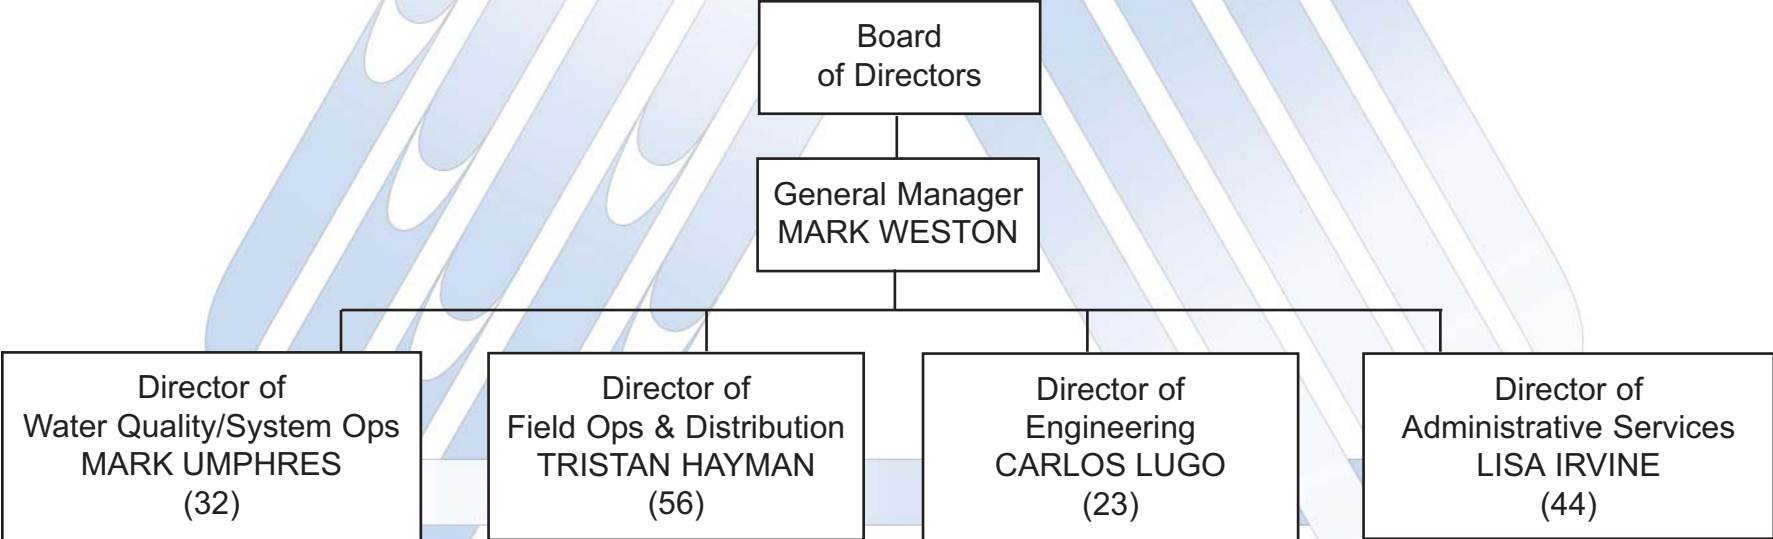 Board
of Directors
General Manager
MARK WESTON
Director of
Water Quality/System Ops
MARK UMPHRES
(32)
Director of
Field Ops & Distribution
TRISTAN HAYMAN
(56)
Director of
Engineering
CARLOS LUGO
(23)
Director of
Administrative Services
LISA IRVINE
(44)